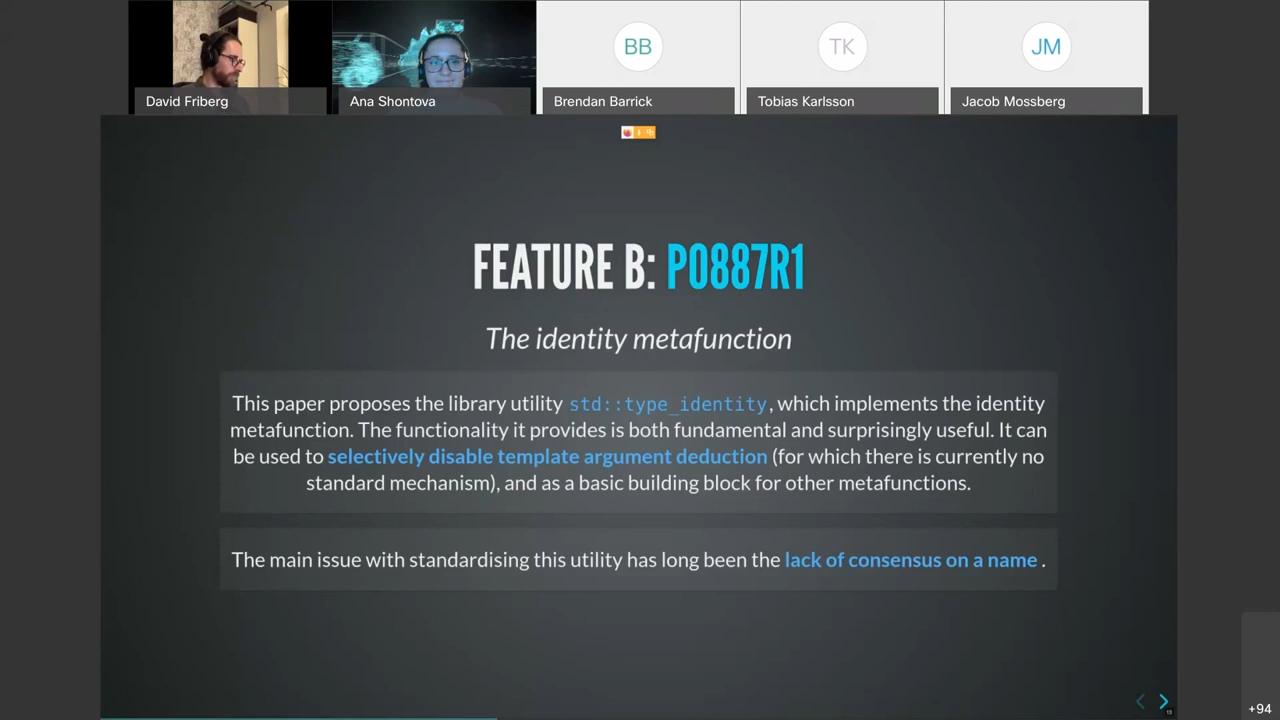 David Friberg
Ana Shontova
BB
Brendan Barrick
TK
Tobias Karlsson
JM
Jacob Mossberg
FEATURE B: P0887R1
The identity metafunction
This paper proposes the library utility std::type_identity, which implements the identity
metafunction. The functionality it provides is both fundamental and surprisingly useful. It can
be used to selectively disable template argument deduction (for which there is currently no
standard mechanism), and as a basic building block for other metafunctions.
The main issue with standardising this utility has long been the lack of consensus on a name .
+94